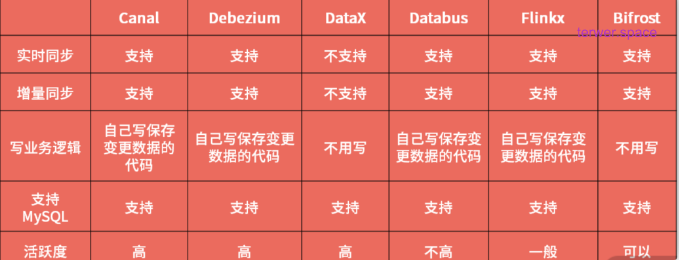 Canal Debezium DataX Databus Flinkx Bifrost
terwer.space
实时同步 支持 支持 不支持 支持 支持 支持
增量同步 支持 支持 不支持 支持 支持 支持
写业务逻辑 自己写保存变更数据的代码 自己写保存变更数据的代码 不用写 自己写保存变更数据的代码 自己写保存变更数据的代码 不用写
支持MySQL 支持 支持 支持 支持 支持 支持
活跃度 高 高 高 不高 一般 可以